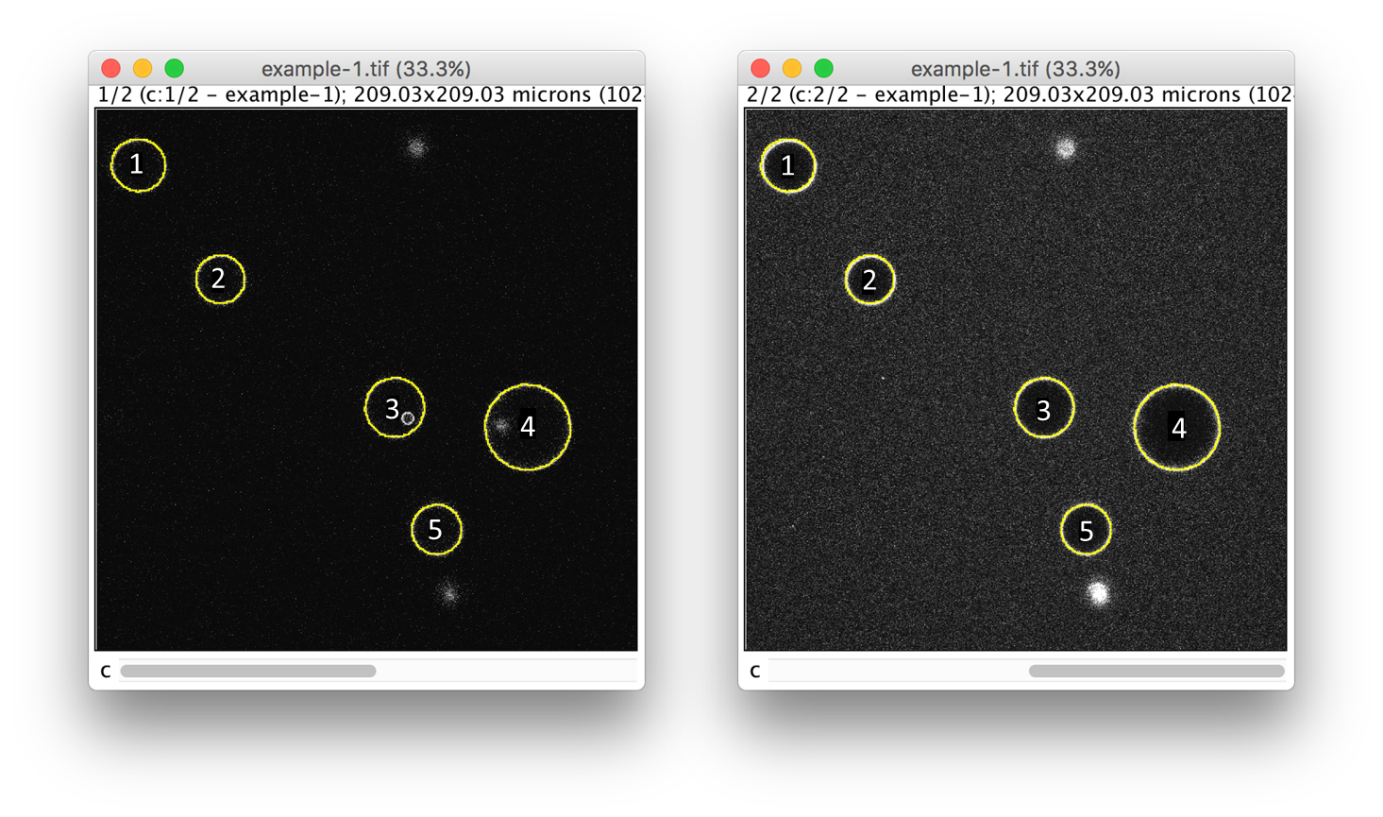 example-1.tif (33.3%)
1/2 (c:1/2 - example-1); 209.03x209.03 microns (102
1
2
3
4
5
c
example-1.tif (33.3%)
2/2 (c:2/2 - example-1); 209.03x209.03 microns (102
1
2
3
4
5
c